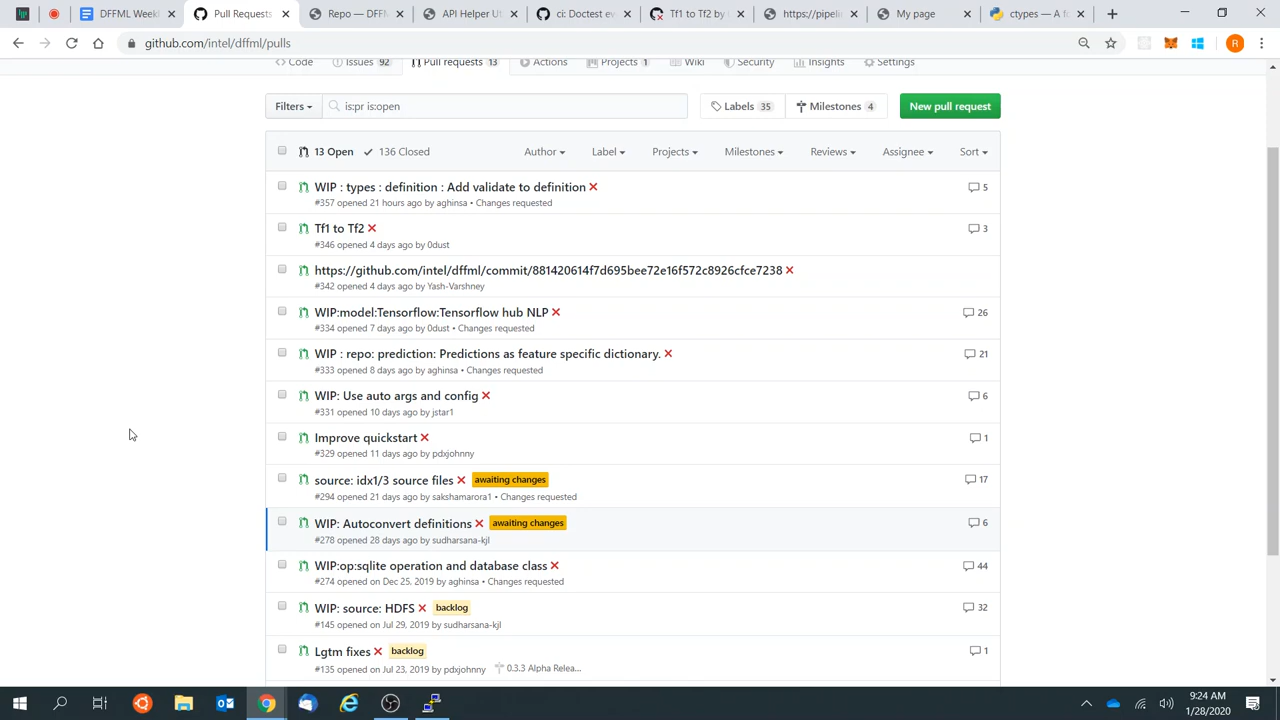 DFFML Week
Pull Requests
Repo — DFFM
API Helper Ut
ci: Doctest ev
Tf1 to Tf2 by
https://pipelin
My page
ctypes — A fo
github.com/intel/dffml/pulls
R
Code
Issues 92
Pull requests 13
Actions
Projects 1
Wiki
Security
Insights
Settings
Filters
is:pr is:open
Labels 35
Milestones 4
New pull request
13 Open
136 Closed
Author
Label
Projects
Milestones
Reviews
Assignee
Sort
WIP : types : definition : Add validate to definition
5
#357 opened 21 hours ago by aghinsa • Changes requested
Tf1 to Tf2
3
#346 opened 4 days ago by 0dust
https://github.com/intel/dffml/commit/881420614f7d695bee72e16f572c8926cfce7238
#342 opened 4 days ago by Yash-Varshney
WIP:model:Tensorflow:Tensorflow hub NLP
26
#334 opened 7 days ago by 0dust • Changes requested
WIP : repo: prediction: Predictions as feature specific dictionary.
21
#333 opened 8 days ago by aghinsa • Changes requested
WIP: Use auto args and config
6
#331 opened 10 days ago by jstar1
Improve quickstart
1
#329 opened 11 days ago by pdxjohnny
source: idx1/3 source files awaiting changes
17
#294 opened 21 days ago by sakshamarora1 • Changes requested
WIP: Autoconvert definitions awaiting changes
6
#278 opened 28 days ago by sudharsana-kjl
WIP:op:sqlite operation and database class
44
#274 opened on Dec 25, 2019 by aghinsa • Changes requested
WIP: source: HDFS backlog
32
#145 opened on Jul 29, 2019 by sudharsana-kjl
Lgtm fixes backlog
1
#135 opened on Jul 23, 2019 by pdxjohnny 0.3.3 Alpha Relea...
9:24 AM
1/28/2020